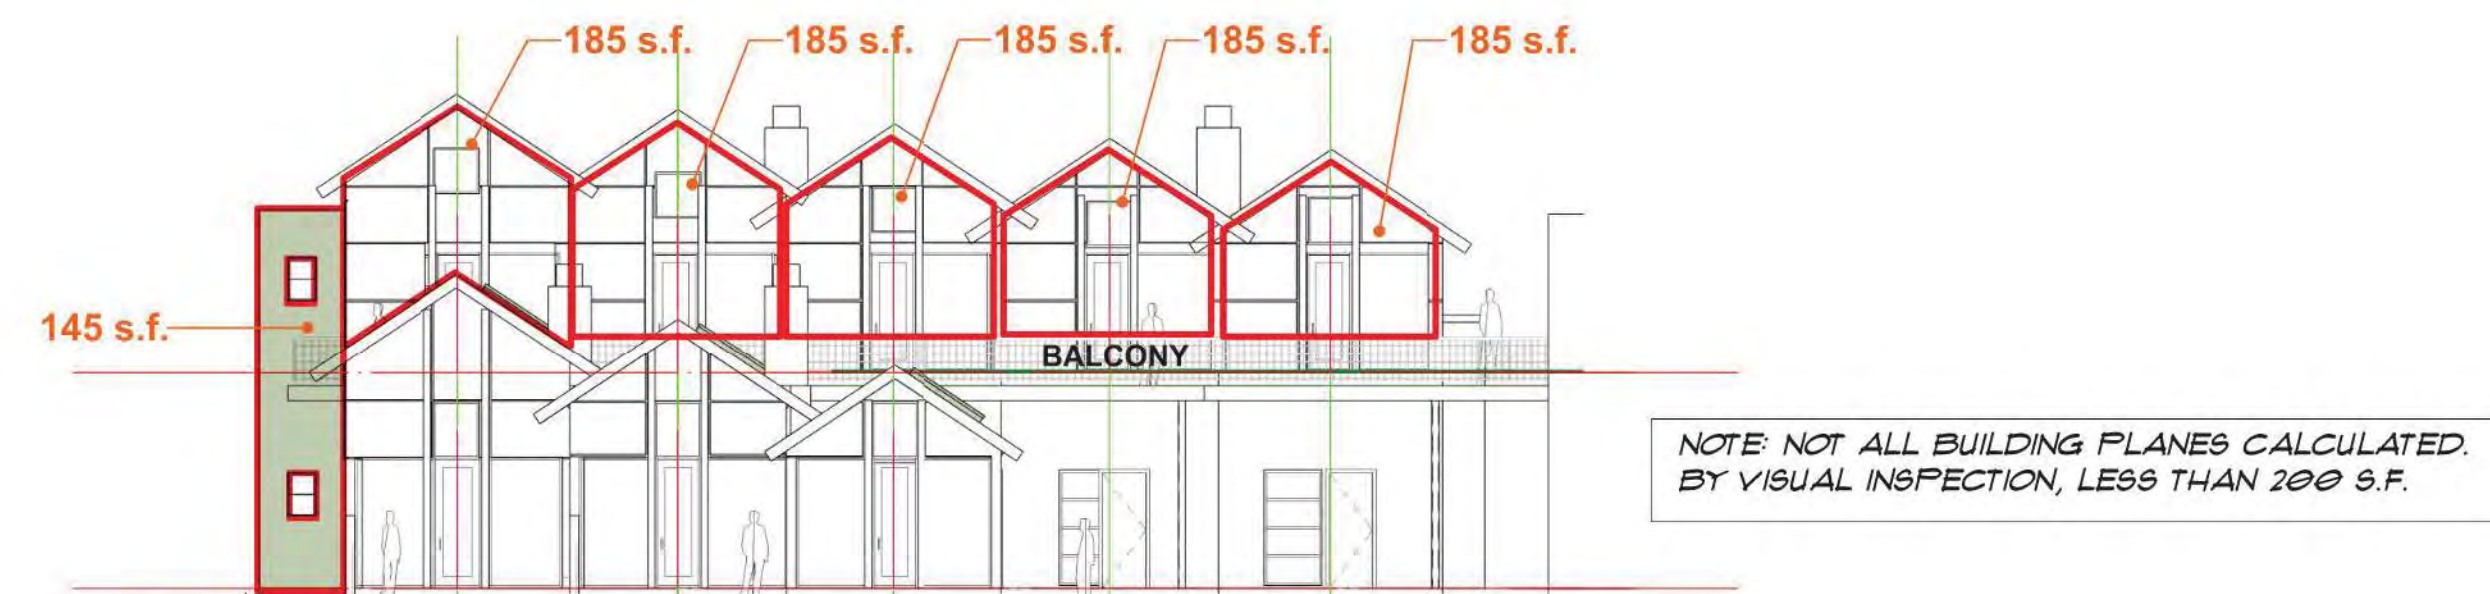 185 s.f.
185 s.f.
185 s.f.
185 s.f.
185 s.f.
145 s.f.
BALCONY
NOTE: NOT ALL BUILDING PLANES CALCULATED.
BY VISUAL INSPECTION, LESS THAN 200 S.F.